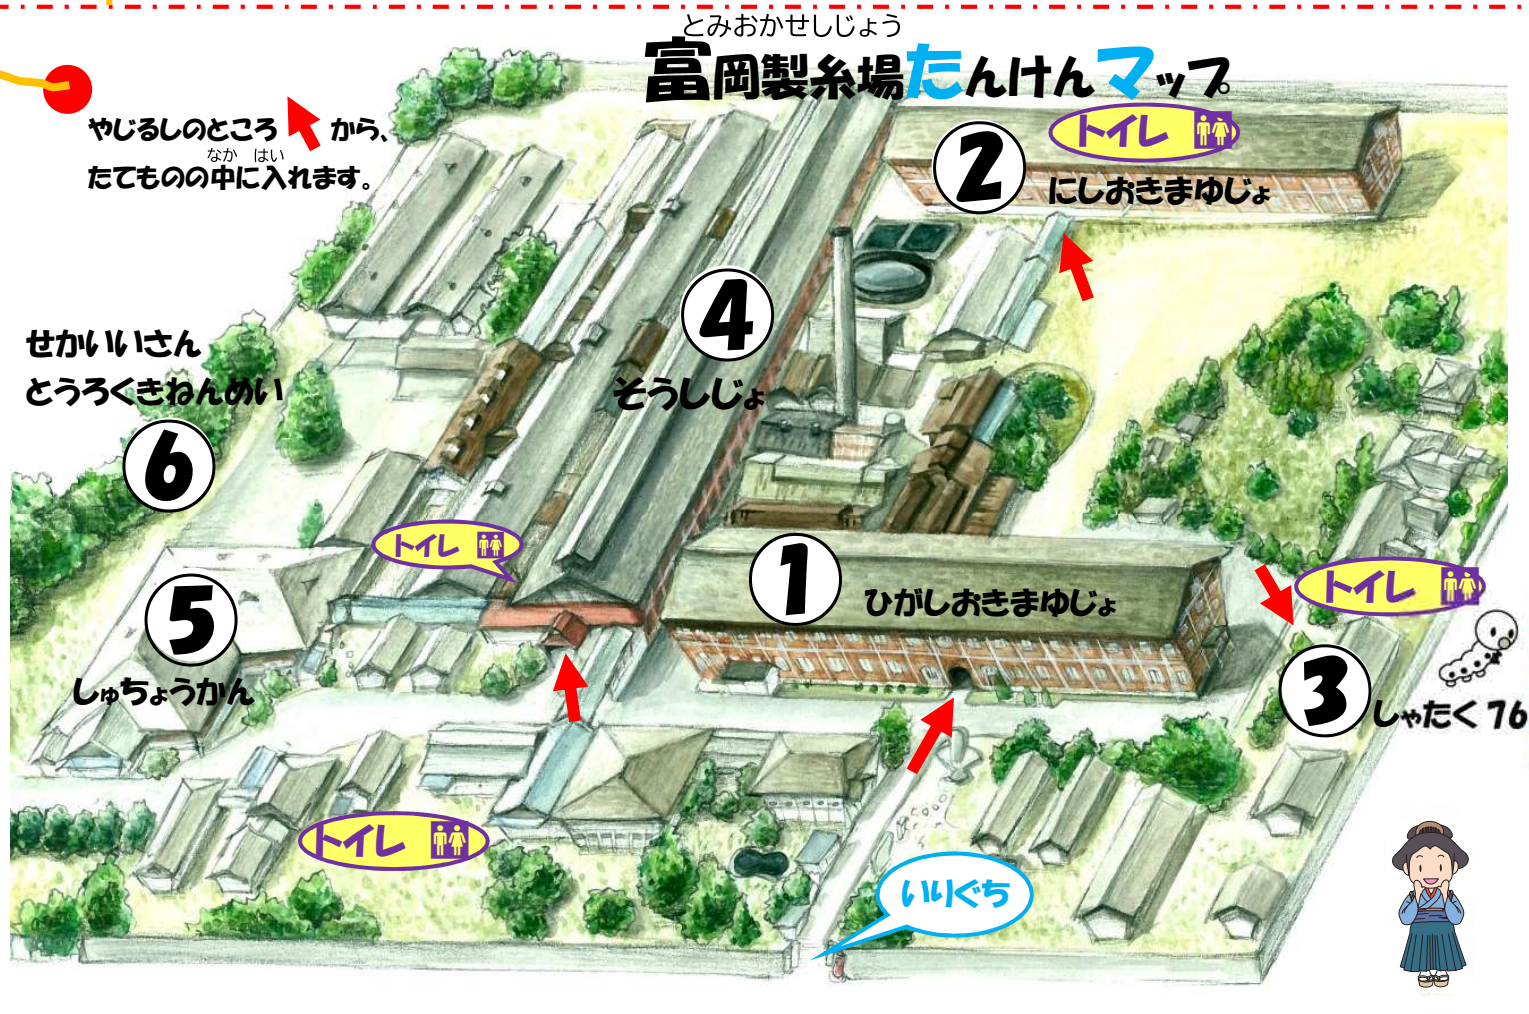 とみおかせしじょう
富岡製糸場たんけんマップ
やじるしのところ から、
なか はい
たてものの中に入れます。
トイレ
2
にしおきまゆじょ
4
そうしじょ
せかいいさん
とうろくきねんめい
6
トイレ
1
ひがしおきまゆじょ
トイレ
5
しゅちょうかん
3
しゃたく 76
トイレ
いりぐち